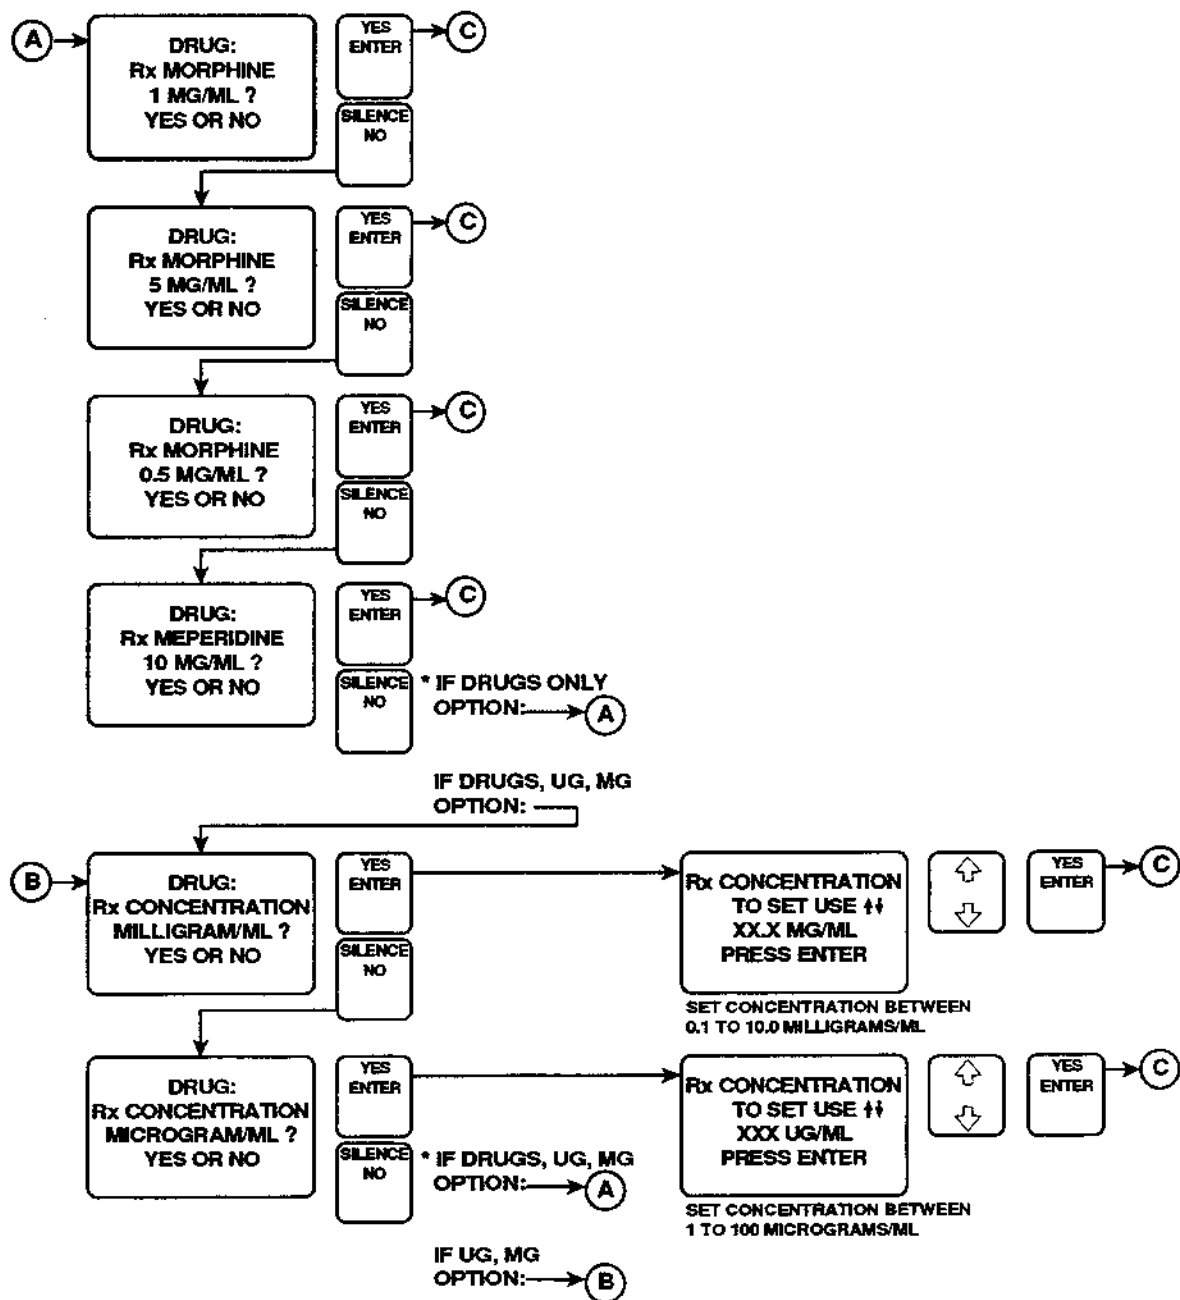 A
DRUG:
Rx MORPHINE
1 MG/ML ?
YES OR NO
YES
ENTER
C
SILENCE
NO
DRUG:
Rx MORPHINE
5 MG/ML ?
YES OR NO
YES
ENTER
C
SILENCE
NO
DRUG:
Rx MORPHINE
0.5 MG/ML ?
YES OR NO
YES
ENTER
C
SILENCE
NO
DRUG:
Rx MEPERIDINE
10 MG/ML ?
YES OR NO
YES
ENTER
C
SILENCE
NO
* IF DRUGS ONLY
OPTION:
A
IF DRUGS, UG, MG
OPTION:
B
DRUG:
Rx CONCENTRATION
MILLIGRAM/ML ?
YES OR NO
YES
ENTER
SILENCE
NO
Rx CONCENTRATION
TO SET USE ↑↓
XX.X MG/ML
PRESS ENTER
YES
ENTER
C
SET CONCENTRATION BETWEEN
0.1 TO 10.0 MILLIGRAMS/ML
DRUG:
Rx CONCENTRATION
MICROGRAM/ML ?
YES OR NO
YES
ENTER
SILENCE
NO
* IF DRUGS, UG, MG
OPTION:
A
Rx CONCENTRATION
TO SET USE ↑↓
XXX UG/ML
PRESS ENTER
YES
ENTER
C
SET CONCENTRATION BETWEEN
1 TO 100 MICROGRAMS/ML
IF UG, MG
OPTION:
B